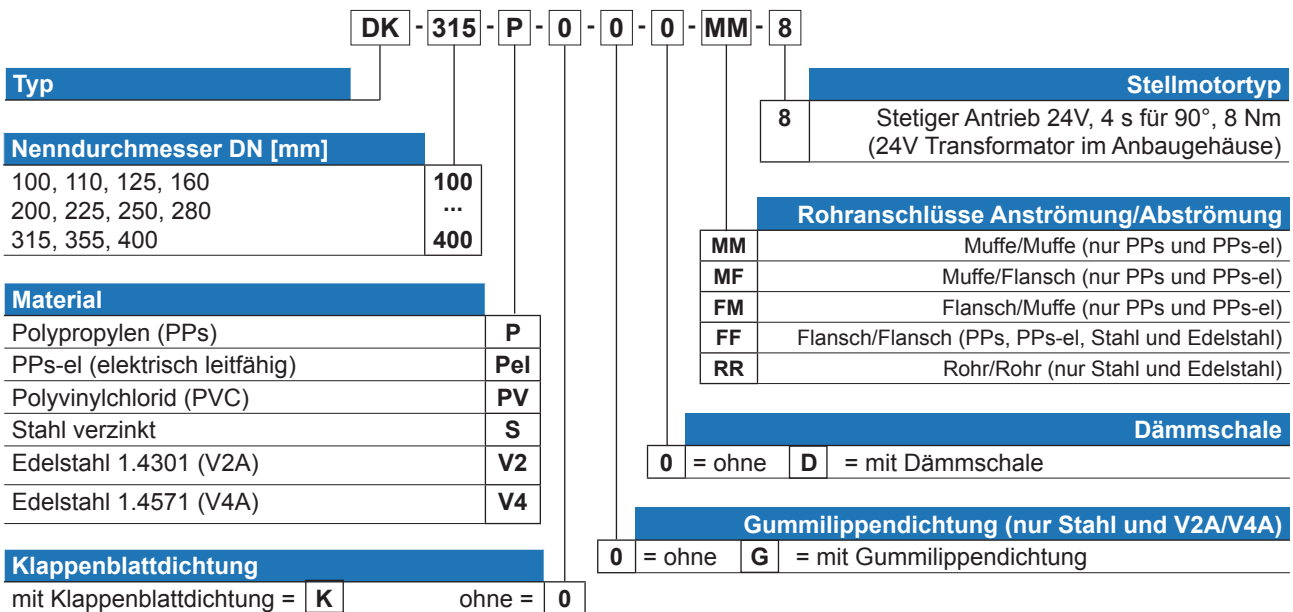 DK - 315 - P - 0 - 0 - 0 - MM - 8
Typ
Nenndurchmesser DN [mm]
100, 110, 125, 160 100
200, 225, 250, 280 ...
315, 355, 400 400
Material
Polypropylen (PPs) P
PPs-el (elektrisch leitfähig) Pel
Polyvinylchlorid (PVC) PV
Stahl verzinkt S
Edelstahl 1.4301 (V2A) V2
Edelstahl 1.4571 (V4A) V4
Klappenblattdichtung
mit Klappenblattdichtung = K ohne = 0
Stellmotortyp
8 Stetiger Antrieb 24V, 4 s für 90°, 8 Nm
(24V Transformator im Anbaugehäuse)
Rohranschlüsse Anströmung/Abströmung
MM Muffe/Muffe (nur PPs und PPs-el)
MF Muffe/Flansch (nur PPs und PPs-el)
FM Flansch/Muffe (nur PPs und PPs-el)
FF Flansch/Flansch (PPs, PPs-el, Stahl und Edelstahl)
RR Rohr/Rohr (nur Stahl und Edelstahl)
Dämmschale
0 = ohne D = mit Dämmschale
Gummilippendichtung (nur Stahl und V2A/V4A)
0 = ohne G = mit Gummilippendichtung